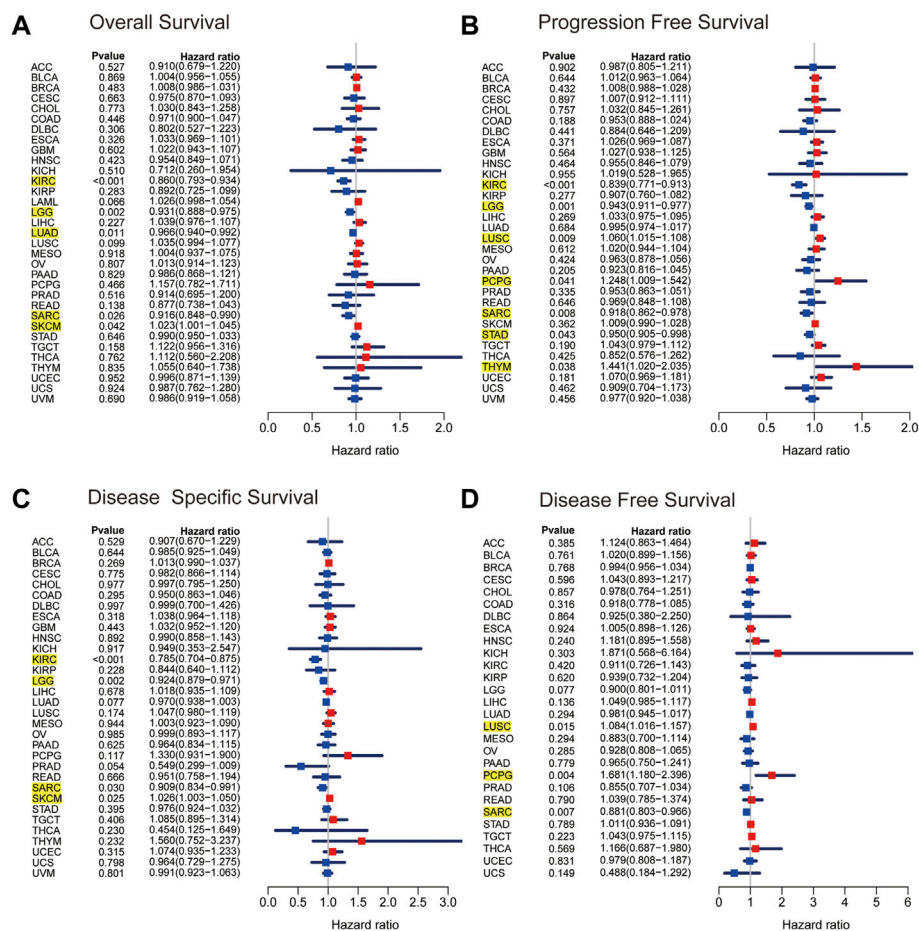 A Overall Survival
Pvalue Hazard ratio
ACC 0.527 0.910(0.679−1.220)
BLCA 0.869 1.004(0.956−1.055)
BRCA 0.483 1.008(0.986−1.031)
CESC 0.663 0.975(0.870−1.093)
CHOL 0.773 1.030(0.843−1.258)
COAD 0.446 0.971(0.900−1.047)
DLBC 0.306 0.802(0.527−1.223)
ESCA 0.326 1.033(0.969−1.101)
GBM 0.602 1.022(0.943−1.107)
HNSC 0.423 0.954(0.849−1.071)
KICH 0.510 0.712(0.260−1.954)
KIRC <0.001 0.860(0.793−0.934)
KIRP 0.283 0.892(0.725−1.099)
LAML 0.066 1.026(0.998−1.054)
LGG 0.002 0.931(0.888−0.975)
LIHC 0.227 1.039(0.976−1.107)
LUAD 0.011 0.966(0.940−0.992)
LUSC 0.099 1.035(0.994−1.077)
MESO 0.918 1.004(0.937−1.075)
OV 0.807 1.013(0.914−1.123)
PAAD 0.829 0.986(0.868−1.121)
PCPG 0.466 1.157(0.782−1.711)
PRAD 0.516 0.914(0.695−1.200)
READ 0.138 0.877(0.738−1.043)
SARC 0.026 0.916(0.848−0.990)
SKCM 0.042 1.023(1.001−1.045)
STAD 0.646 0.990(0.950−1.033)
TGCT 0.158 1.122(0.956−1.316)
THCA 0.762 1.112(0.560−2.208)
THYM 0.835 1.055(0.640−1.738)
UCEC 0.952 0.996(0.871−1.139)
UCS 0.924 0.987(0.762−1.280)
UVM 0.690 0.986(0.919−1.058)
0.0 0.5 1.0 1.5 2.0
Hazard ratio
B Progression Free Survival
Pvalue Hazard ratio
ACC 0.902 0.987(0.805−1.211)
BLCA 0.644 1.012(0.963−1.064)
BRCA 0.432 1.008(0.988−1.028)
CESC 0.897 1.007(0.912−1.111)
CHOL 0.757 1.032(0.845−1.261)
COAD 0.188 0.953(0.888−1.024)
DLBC 0.441 0.884(0.646−1.209)
ESCA 0.371 1.026(0.969−1.087)
GBM 0.564 1.027(0.938−1.125)
HNSC 0.464 0.955(0.846−1.079)
KICH 0.955 1.019(0.528−1.965)
KIRC <0.001 0.839(0.771−0.913)
KIRP 0.277 0.907(0.760−1.082)
LGG 0.001 0.943(0.911−0.977)
LIHC 0.269 1.033(0.975−1.095)
LUAD 0.684 0.995(0.974−1.017)
LUSC 0.009 1.060(1.015−1.108)
MESO 0.612 1.020(0.944−1.104)
OV 0.424 0.963(0.878−1.056)
PAAD 0.205 0.923(0.816−1.045)
PCPG 0.041 1.248(1.009−1.542)
PRAD 0.335 0.953(0.863−1.051)
READ 0.646 0.969(0.848−1.108)
SARC 0.008 0.918(0.862−0.978)
SKCM 0.362 1.009(0.990−1.028)
STAD 0.043 0.950(0.905−0.998)
TGCT 0.190 1.043(0.979−1.112)
THCA 0.425 0.852(0.576−1.262)
THYM 0.038 1.441(1.020−2.035)
UCEC 0.181 1.070(0.969−1.181)
UCS 0.462 0.909(0.704−1.173)
UVM 0.456 0.977(0.920−1.038)
0.0 0.5 1.0 1.5 2.0
Hazard ratio
C Disease Specific Survival
Pvalue Hazard ratio
ACC 0.529 0.907(0.670−1.229)
BLCA 0.644 0.985(0.925−1.049)
BRCA 0.269 1.013(0.990−1.037)
CESC 0.775 0.982(0.866−1.114)
CHOL 0.977 0.997(0.795−1.250)
COAD 0.295 0.950(0.863−1.046)
DLBC 0.997 0.999(0.700−1.426)
ESCA 0.318 1.038(0.964−1.118)
GBM 0.443 1.032(0.952−1.120)
HNSC 0.892 0.990(0.858−1.143)
KICH 0.917 0.949(0.353−2.547)
KIRC <0.001 0.785(0.704−0.875)
KIRP 0.228 0.844(0.640−1.112)
LGG 0.002 0.924(0.879−0.971)
LIHC 0.678 1.018(0.935−1.109)
LUAD 0.077 0.970(0.938−1.003)
LUSC 0.174 1.047(0.980−1.119)
MESO 0.944 1.003(0.923−1.090)
OV 0.985 0.999(0.893−1.117)
PAAD 0.625 0.964(0.834−1.115)
PCPG 0.117 1.330(0.931−1.900)
PRAD 0.054 0.549(0.299−1.009)
READ 0.666 0.951(0.758−1.194)
SARC 0.030 0.909(0.834−0.991)
SKCM 0.025 1.026(1.003−1.050)
STAD 0.395 0.976(0.924−1.032)
TGCT 0.406 1.085(0.895−1.314)
THCA 0.230 0.454(0.125−1.649)
THYM 0.232 1.560(0.752−3.237)
UCEC 0.315 1.074(0.935−1.233)
UCS 0.798 0.964(0.729−1.275)
UVM 0.801 0.991(0.923−1.063)
0.0 0.5 1.0 1.5 2.0 2.5 3.0
Hazard ratio
D Disease Free Survival
Pvalue Hazard ratio
ACC 0.385 1.124(0.863−1.464)
BLCA 0.761 1.020(0.899−1.156)
BRCA 0.768 0.994(0.956−1.034)
CESC 0.596 1.043(0.893−1.217)
CHOL 0.857 0.978(0.764−1.251)
COAD 0.316 0.918(0.778−1.085)
DLBC 0.864 0.925(0.380−2.250)
ESCA 0.924 1.005(0.898−1.126)
HNSC 0.240 1.181(0.895−1.558)
KICH 0.303 1.871(0.568−6.164)
KIRC 0.420 0.911(0.726−1.143)
KIRP 0.620 0.939(0.732−1.204)
LGG 0.077 0.900(0.801−1.011)
LIHC 0.136 1.049(0.985−1.117)
LUAD 0.294 0.981(0.945−1.017)
LUSC 0.015 1.084(1.016−1.157)
MESO 0.294 0.883(0.700−1.114)
OV 0.285 0.928(0.808−1.065)
PAAD 0.779 0.965(0.750−1.241)
PCPG 0.004 1.681(1.180−2.396)
PRAD 0.106 0.855(0.707−1.034)
READ 0.790 1.039(0.785−1.374)
SARC 0.007 0.881(0.803−0.966)
STAD 0.789 1.011(0.936−1.091)
TGCT 0.223 1.043(0.975−1.115)
THCA 0.569 1.166(0.687−1.980)
UCEC 0.831 0.979(0.808−1.187)
UCS 0.149 0.488(0.184−1.292)
0 1 2 3 4 5 6
Hazard ratio